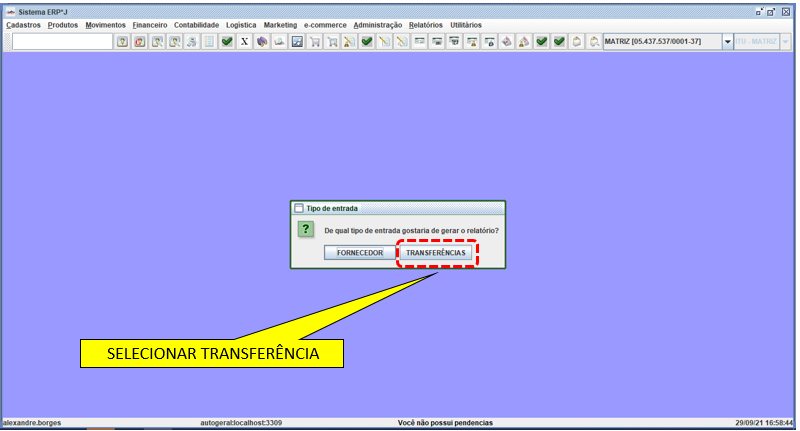 Sistema ERP*J
Cadastros Produtos Movimentos Financeiro Contabilidade Logística Marketing e-commerce Administração Relatórios Utilitários
X MATRIZ [05.437.537/0001-37] ITU - MATRIZ
Tipo de entrada
? De qual tipo de entrada gostaria de gerar o relatório?
FORNECEDOR TRANSFERÊNCIAS
SELECIONAR TRANSFERÊNCIA
alexandre.borges autogeral:localhost:3309 Você não possui pendencias 29/09/21 16:58:44